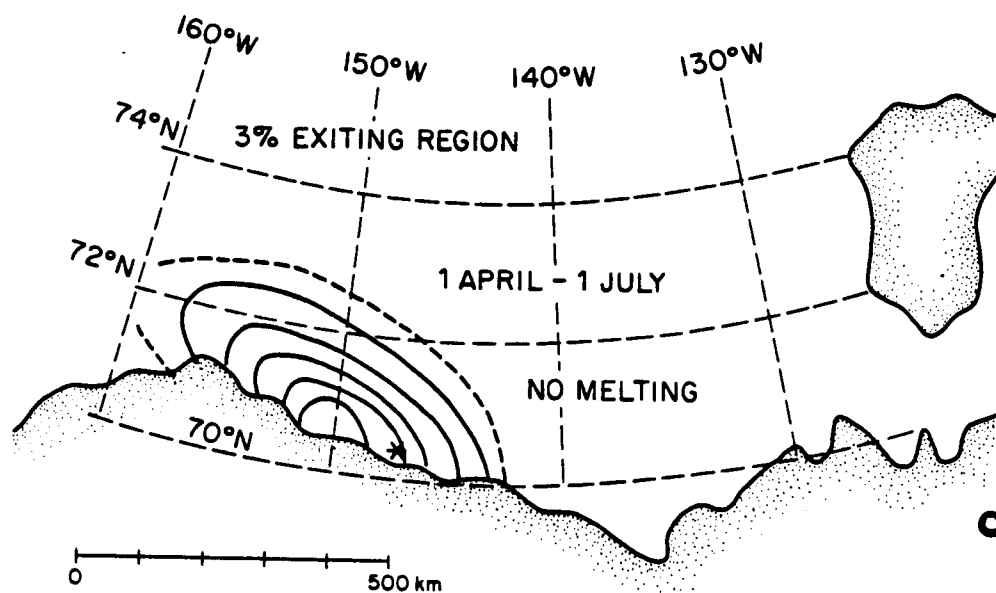 160°W
150°W
140°W
130°W
74°N
3% EXITING REGION
72°N
1 APRIL - 1 JULY
NO MELTING
70°N
0
500 km